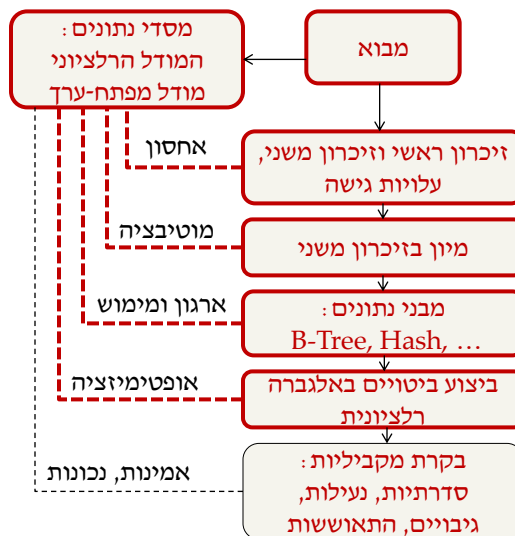 מבוא
מסדי נתונים:
המודל הרלציוני
מודל מפתח-ערך
אחסון
זיכרון ראשי וזיכרון משני,
עלויות גישה
מוטיבציה
מיון בזיכרון משני
ארגון ומימוש
מבני נתונים:
B-Tree, Hash, …
אופטימיזציה
ביצוע ביטויים באלגברה
רלציונית
אמינות, נכונות
בקרת מקביליות:
סדרתיות, נעילות,
גיבויים, התאוששות